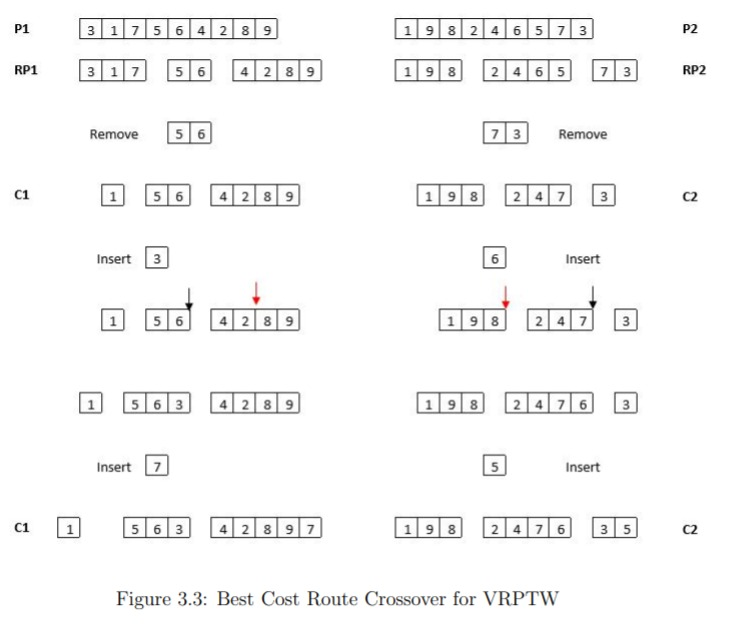 P1 3 1 7 5 6 4 2 8 9 1 9 8 2 4 6 5 7 3 P2
RP1 3 1 7 5 6 4 2 8 9 1 9 8 2 4 6 5 7 3 RP2
Remove 5 6 7 3 Remove
C1 1 5 6 4 2 8 9 1 9 8 2 4 7 3 C2
Insert 3 6 Insert
1 5 6 4 2 8 9 1 9 8 2 4 7 3
1 5 6 3 4 2 8 9 1 9 8 2 4 7 6 3
Insert 7 5 Insert
C1 1 5 6 3 4 2 8 9 7 1 9 8 2 4 7 6 3 5 C2
Figure 3.3: Best Cost Route Crossover for VRPTW